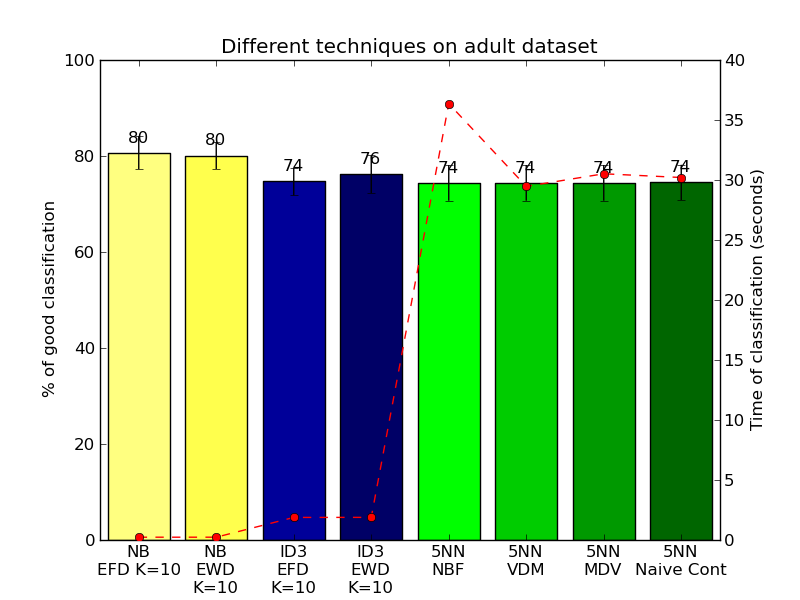 Different techniques on adult dataset
100
80
60
40
20
0
% of good classification
80
80
74
76
74
74
74
74
40
35
30
25
20
15
10
5
0
Time of classification (seconds)
NB
EFD K=10
NB
EWD
K=10
ID3
EFD
K=10
ID3
EWD
K=10
5NN
NBF
5NN
VDM
5NN
MDV
5NN
Naive Cont